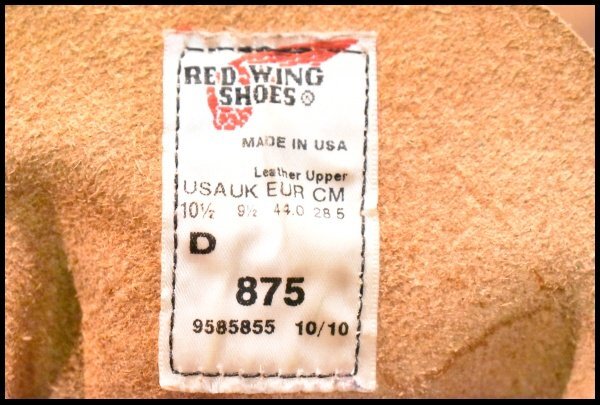 RED WING
SHOES®
MADE IN USA
Leather Upper
USA UK EUR CM
10½ 9½ 44.0 28.5
D
875
9585855 10/10